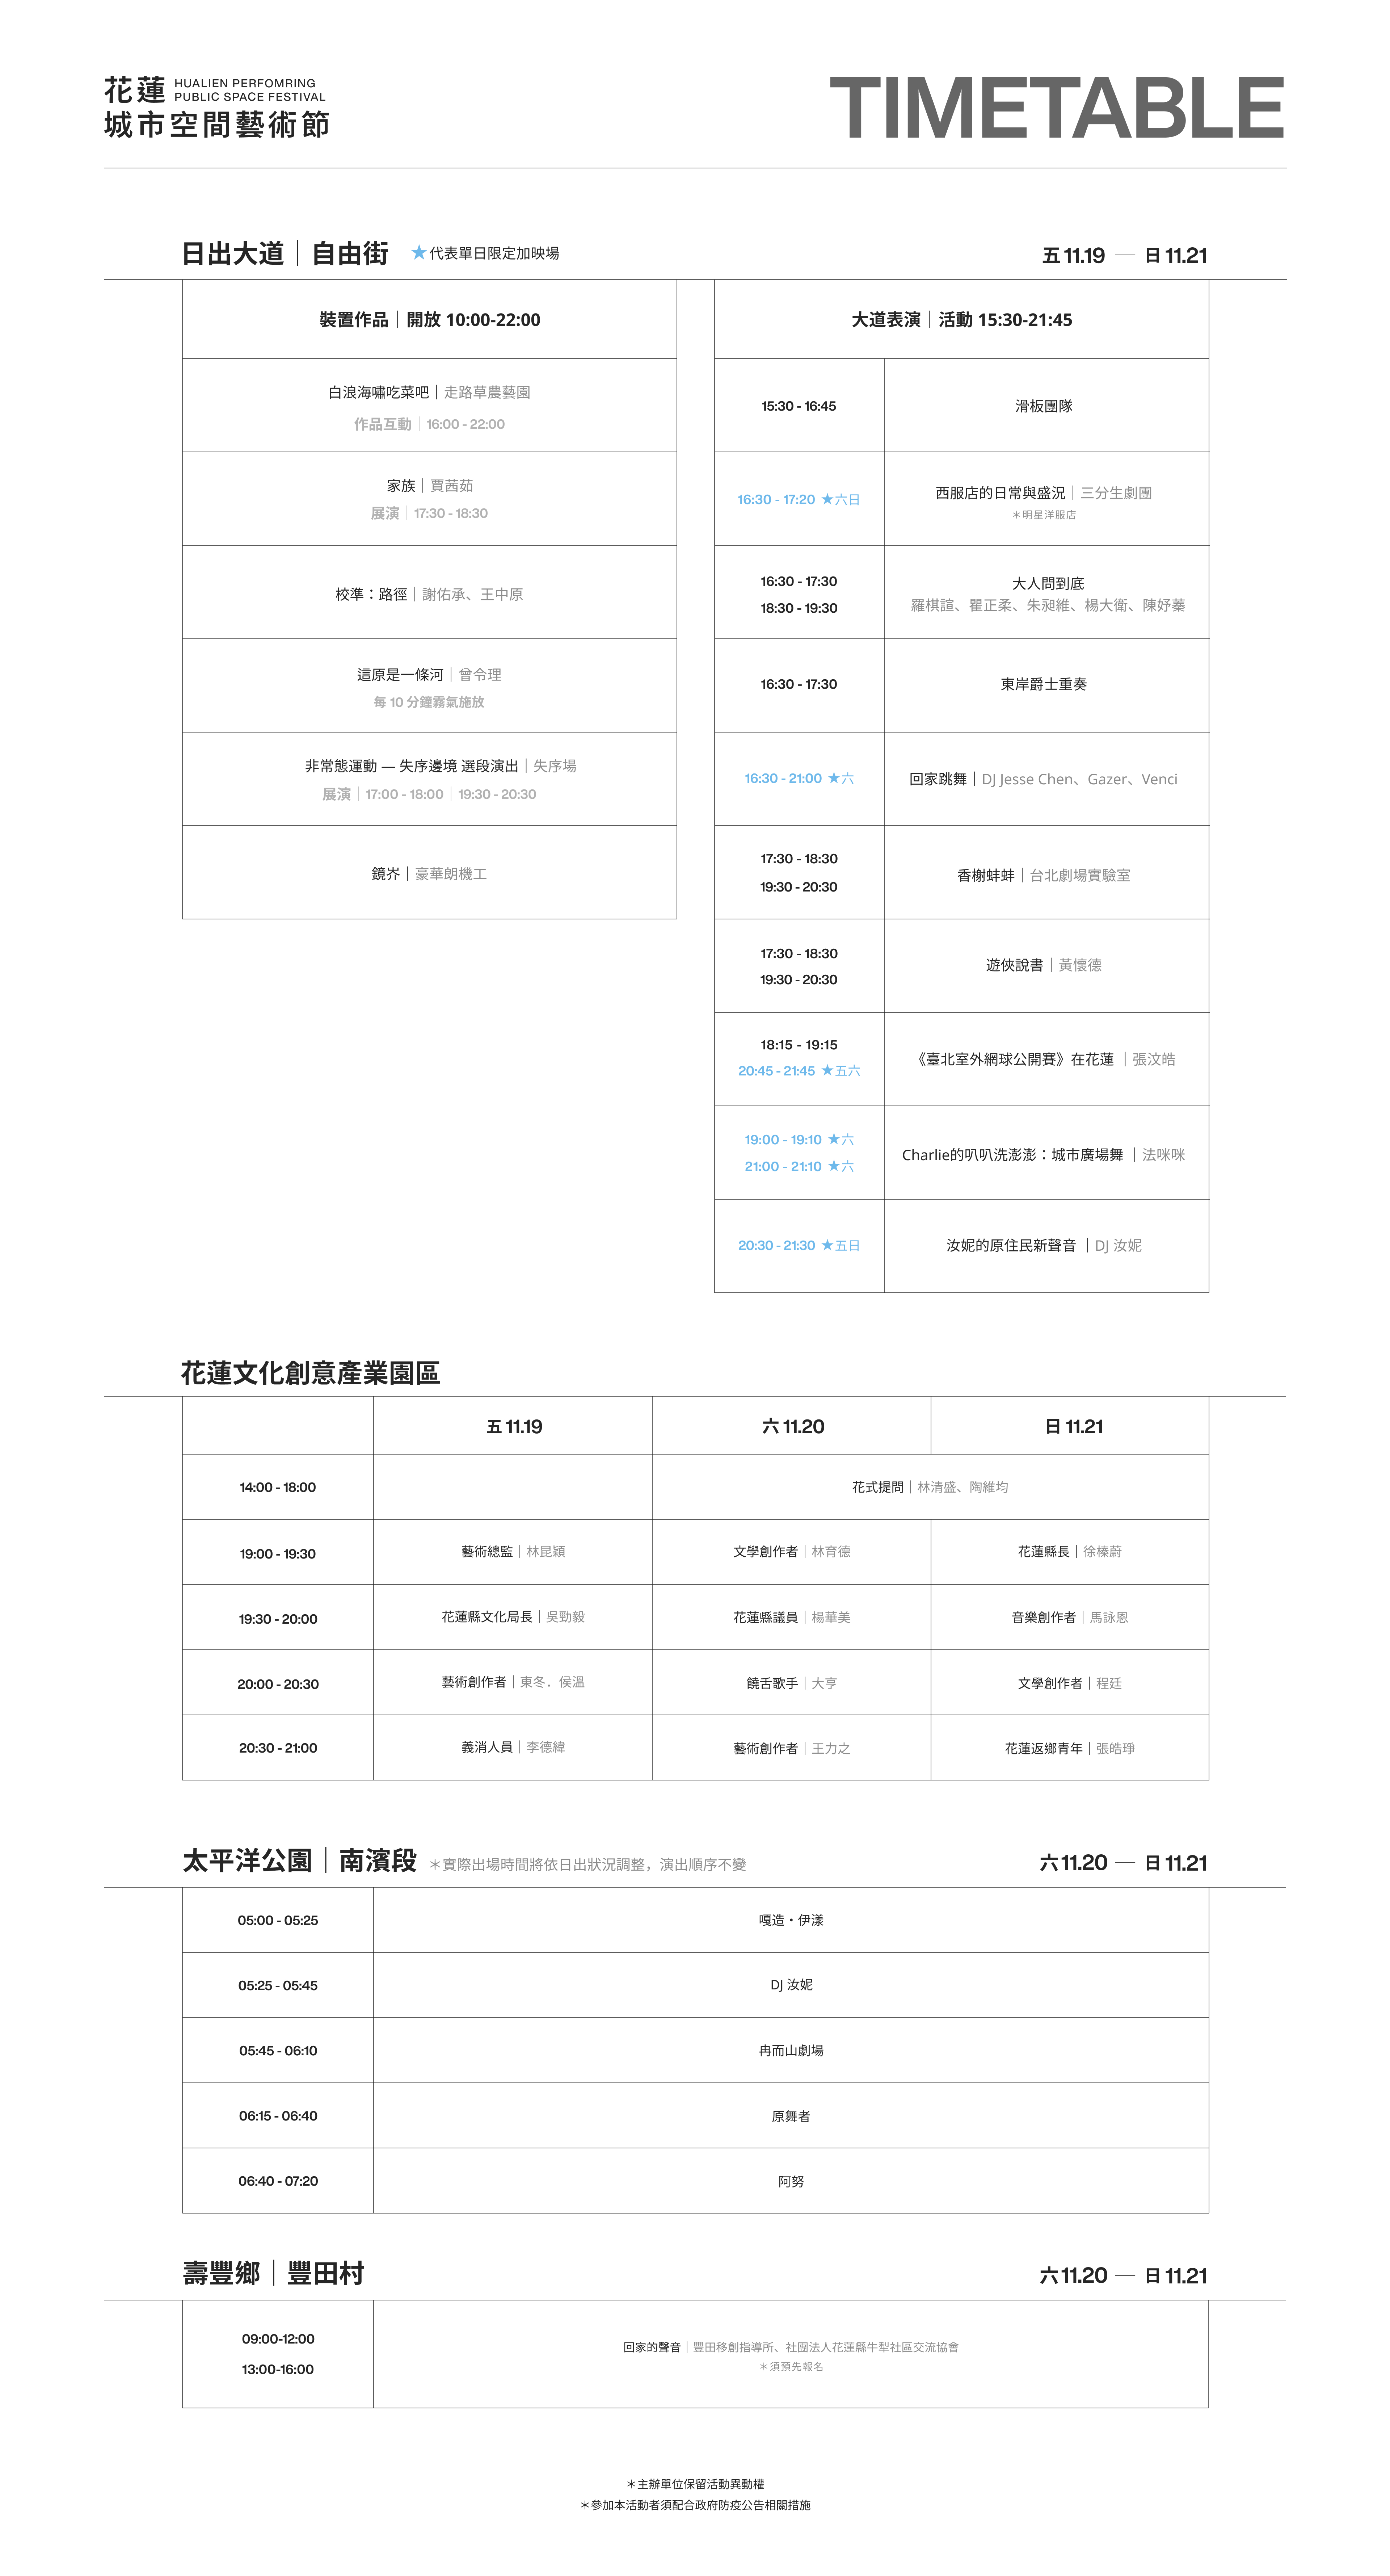 花蓮 HUALIEN PERFOMRING
PUBLIC SPACE FESTIVAL
城市空間藝術節
TIMETABLE
日出大道｜自由街 ★代表單日限定加映場
五 11.19 — 日 11.21
裝置作品｜開放 10:00-22:00
白浪海嘯吃菜吧｜走路草農藝園
作品互動｜16:00 - 22:00
家族｜賈茜茹
展演｜17:30 - 18:30
校準：路徑｜謝佑承、王中原
這原是一條河｜曾令理
每 10 分鐘霧氣施放
非常態運動 — 失序邊境 選段演出｜失序場
展演｜17:00 - 18:00｜19:30 - 20:30
鏡岕｜豪華朗機工
大道表演｜活動 15:30-21:45
15:30 - 16:45
滑板團隊
16:30 - 17:20 ★六日
西服店的日常與盛況｜三分生劇團
＊明星洋服店
16:30 - 17:30
18:30 - 19:30
大人問到底
羅棋諠、瞿正柔、朱昶維、楊大衛、陳妤蓁
16:30 - 17:30
東岸爵士重奏
16:30 - 21:00 ★六
回家跳舞｜DJ Jesse Chen、Gazer、Venci
17:30 - 18:30
19:30 - 20:30
香榭蚌蚌｜台北劇場實驗室
17:30 - 18:30
19:30 - 20:30
遊俠說書｜黃懷德
18:15 - 19:15
20:45 - 21:45 ★五六
《臺北室外網球公開賽》在花蓮 ｜張汶皓
19:00 - 19:10 ★六
21:00 - 21:10 ★六
Charlie的叭叭洗澎澎：城市廣場舞 ｜法咪咪
20:30 - 21:30 ★五日
汝妮的原住民新聲音 ｜DJ 汝妮
花蓮文化創意產業園區
五 11.19
六 11.20
日 11.21
14:00 - 18:00
花式提問｜林清盛、陶維均
19:00 - 19:30
藝術總監｜林昆穎
文學創作者｜林育德
花蓮縣長｜徐榛蔚
19:30 - 20:00
花蓮縣文化局長｜吳勁毅
花蓮縣議員｜楊華美
音樂創作者｜馬詠恩
20:00 - 20:30
藝術創作者｜東冬．侯溫
饒舌歌手｜大亨
文學創作者｜程廷
20:30 - 21:00
義消人員｜李德緯
藝術創作者｜王力之
花蓮返鄉青年｜張皓琤
太平洋公園｜南濱段 ＊實際出場時間將依日出狀況調整，演出順序不變
六 11.20 — 日 11.21
05:00 - 05:25
嘎造・伊漾
05:25 - 05:45
DJ 汝妮
05:45 - 06:10
冉而山劇場
06:15 - 06:40
原舞者
06:40 - 07:20
阿努
壽豐鄉｜豐田村
六 11.20 — 日 11.21
09:00-12:00
13:00-16:00
回家的聲音｜豐田移創指導所、社團法人花蓮縣牛犁社區交流協會
＊須預先報名
＊主辦單位保留活動異動權
＊參加本活動者須配合政府防疫公告相關措施